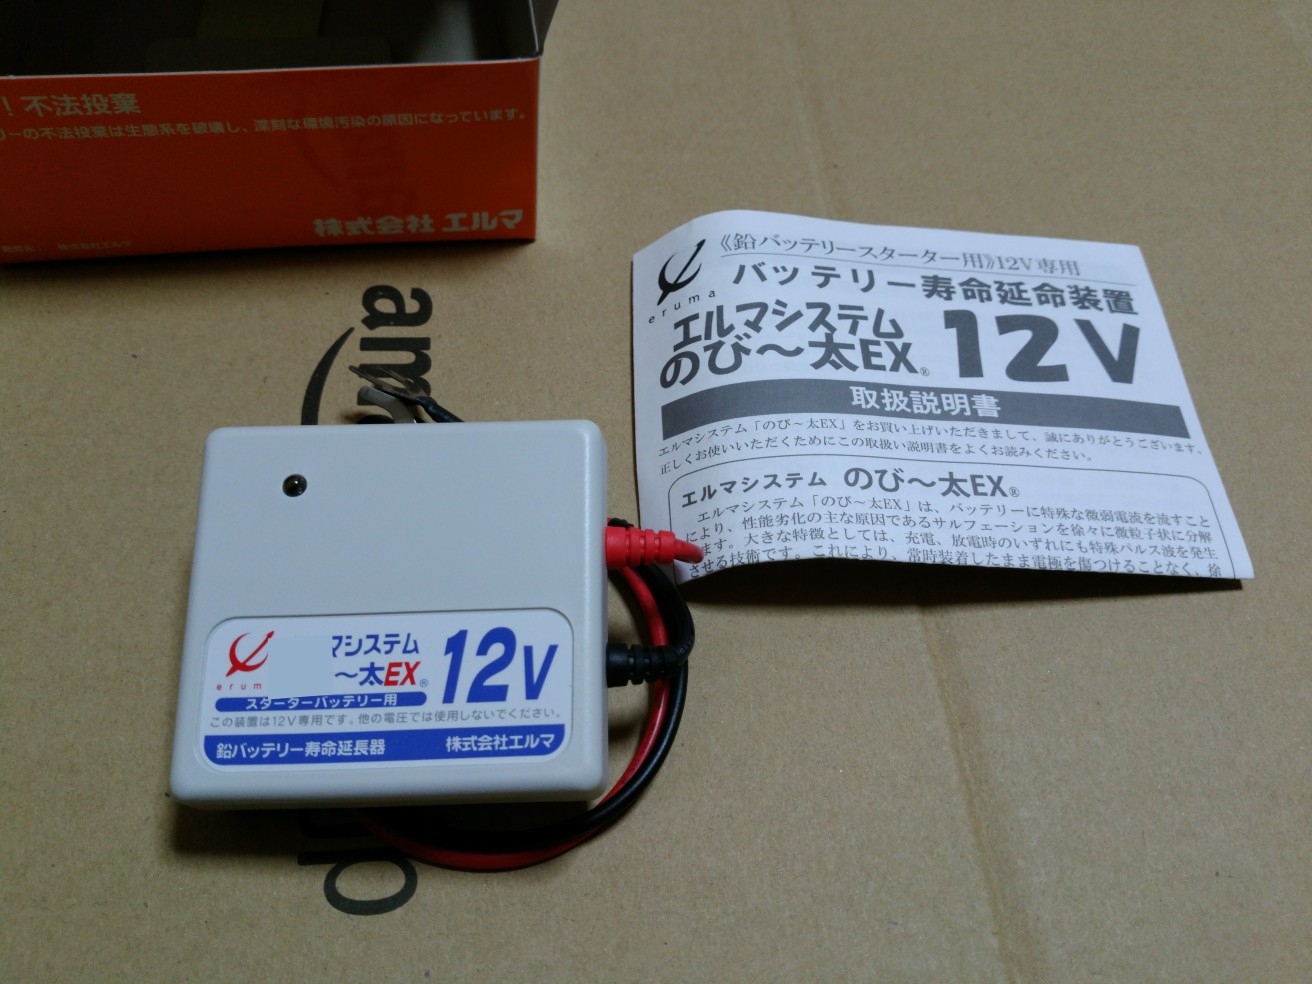 ！不法投棄
リーの不法投棄は生態系を破壊し、深刻な環境汚染の原因になっています。
株式会社 エルマ
株式会社エルマ
ama
eruma
《鉛バッテリースターター用》12V専用
バッテリー寿命延命装置
エルマシステム
のび〜太EX® 12V
取扱説明書
エルマシステム「のび〜太EX」をお買い上げいただきまして、誠にありがとうございます。
正しくお使いいただくためにこの取扱い説明書をよくお読みください。
エルマシステム のび〜太EX®
エルマシステム「のび〜太EX」は、バッテリーに特殊な微弱電流を流すこと
により、性能劣化の主な原因であるサルフェーションを徐々に微粒子状に分解
します。大きな特徴としては、充電、放電時のいずれにも特殊パルス波を発生
させる技術です。これにより、常時装着したまま電極を傷つけることなく、徐
erum
マシステム
〜太EX® 12V
スターターバッテリー用
この装置は12V専用です。他の電圧では使用しないでください。
鉛バッテリー寿命延長器 株式会社エルマ